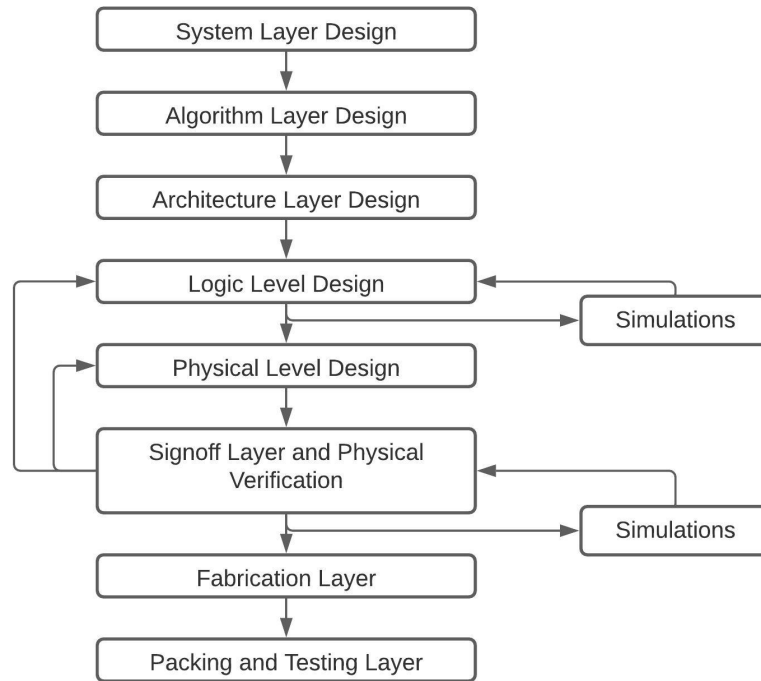 System Layer Design
Algorithm Layer Design
Architecture Layer Design
Logic Level Design
Simulations
Physical Level Design
Signoff Layer and Physical
Verification
Simulations
Fabrication Layer
Packing and Testing Layer